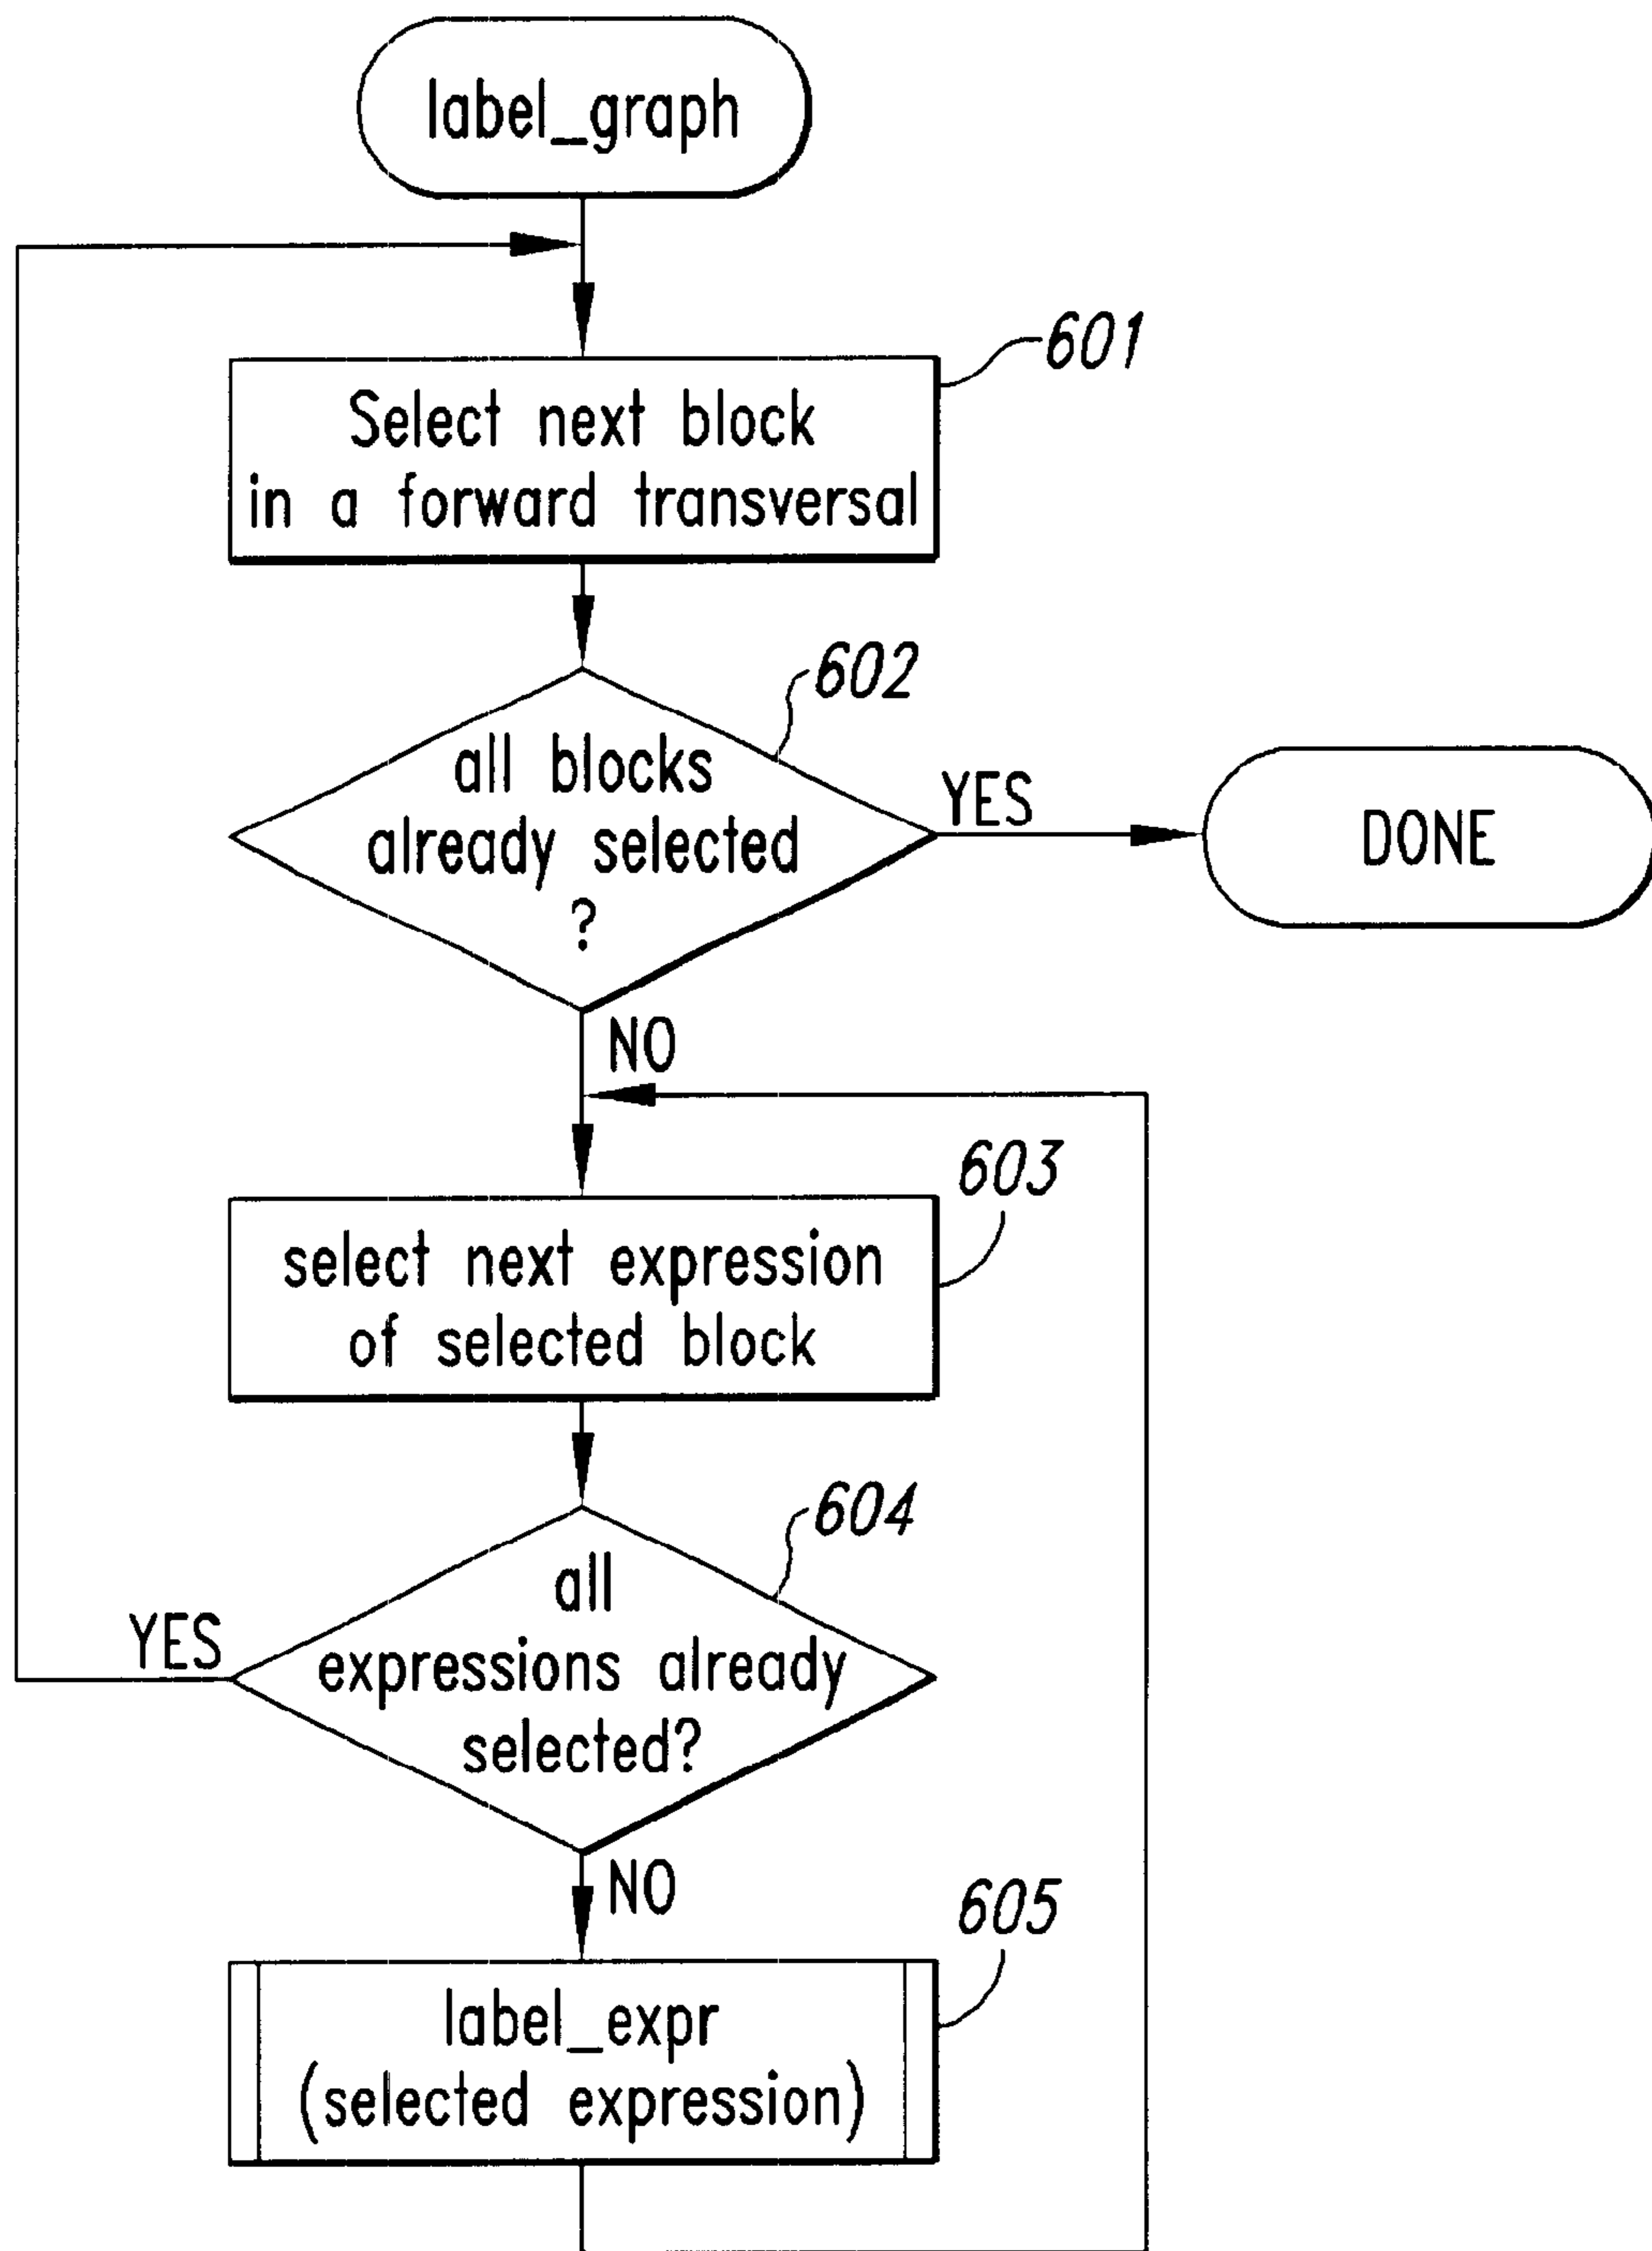 label_graph
601
Select next block
in a forward transversal
602
all blocks
already selected
?
YES
DONE
NO
603
select next expression
of selected block
604
all
expressions already
selected?
YES
NO
605
label_expr
(selected expression)